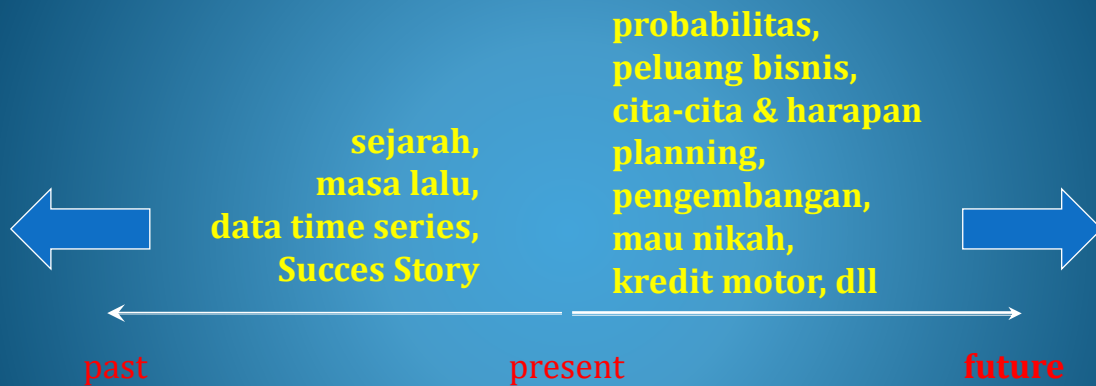 sejarah,
masa lalu,
data time series,
Succes Story
probabilitas,
peluang bisnis,
cita-cita & harapan
planning,
pengembangan,
mau nikah,
kredit motor, dll
past
present
future